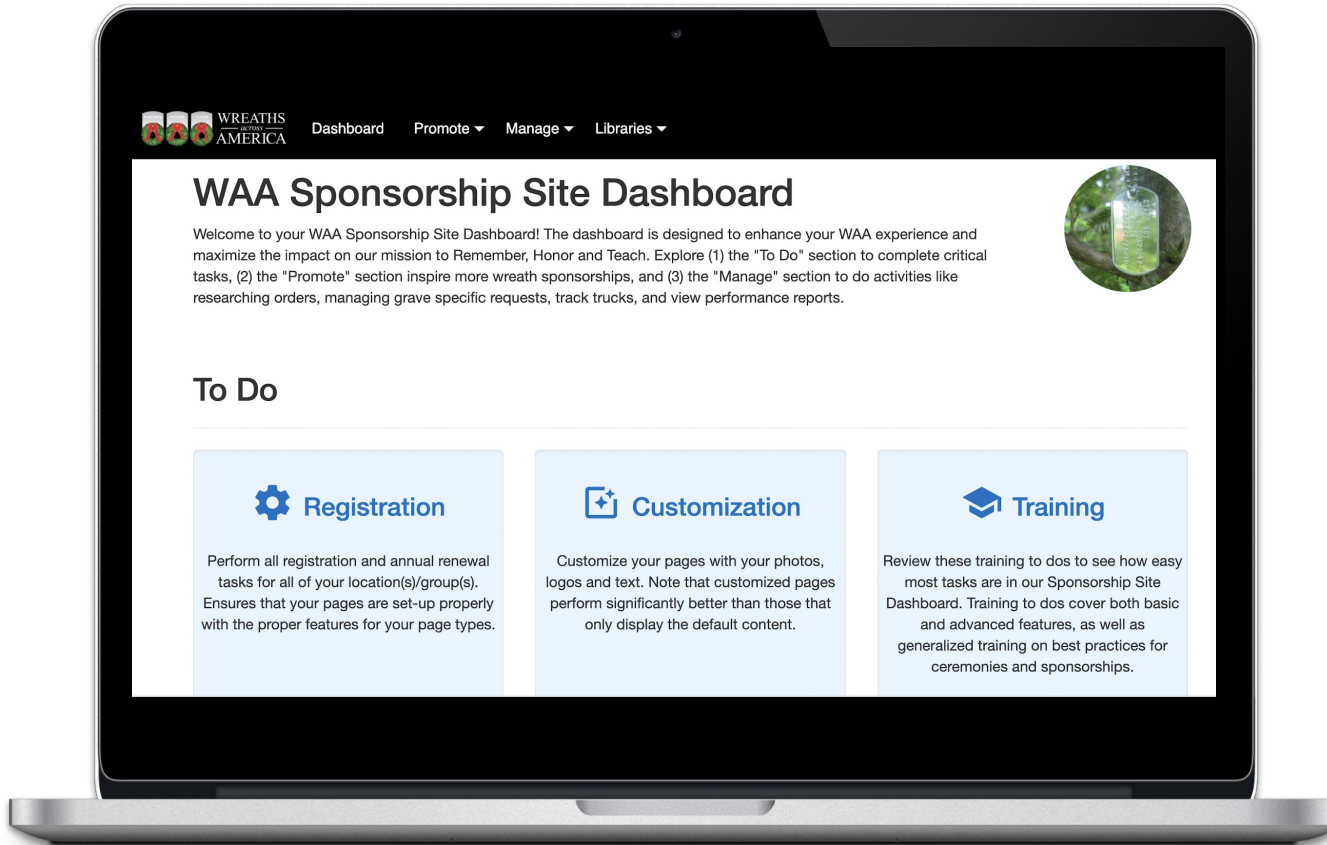 WREATHS
across
AMERICA
Dashboard Promote Manage Libraries
WAA Sponsorship Site Dashboard
Welcome to your WAA Sponsorship Site Dashboard! The dashboard is designed to enhance your WAA experience and
maximize the impact on our mission to Remember, Honor and Teach. Explore (1) the "To Do" section to complete critical
tasks, (2) the "Promote" section inspire more wreath sponsorships, and (3) the "Manage" section to do activities like
researching orders, managing grave specific requests, track trucks, and view performance reports.
To Do
Registration
Perform all registration and annual renewal
tasks for all of your location(s)/group(s).
Ensures that your pages are set-up properly
with the proper features for your page types.
Customization
Customize your pages with your photos,
logos and text. Note that customized pages
perform significantly better than those that
only display the default content.
Training
Review these training to dos to see how easy
most tasks are in our Sponsorship Site
Dashboard. Training to dos cover both basic
and advanced features, as well as
generalized training on best practices for
ceremonies and sponsorships.